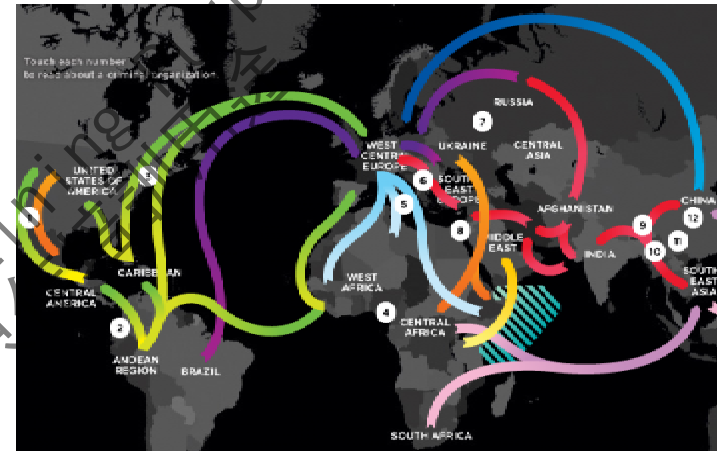 Touch each number
to read about a criminal organization.
RUSSIA
7
WEST
CENTRAL
EUROPE
UKRAINE
CENTRAL
ASIA
UNITED
STATES OF
AMERICA
3
6
SOUTH
EAST
EUROPE
1
5
AFGHANISTAN
CHINA
12
8
MIDDLE
EAST
9
11
10
INDIA
CARIBBEAN
WEST
AFRICA
SOUTH
EAST
ASIA
CENTRAL
AMERICA
2
4
CENTRAL
AFRICA
ANDEAN
REGION
BRAZIL
SOUTH AFRICA